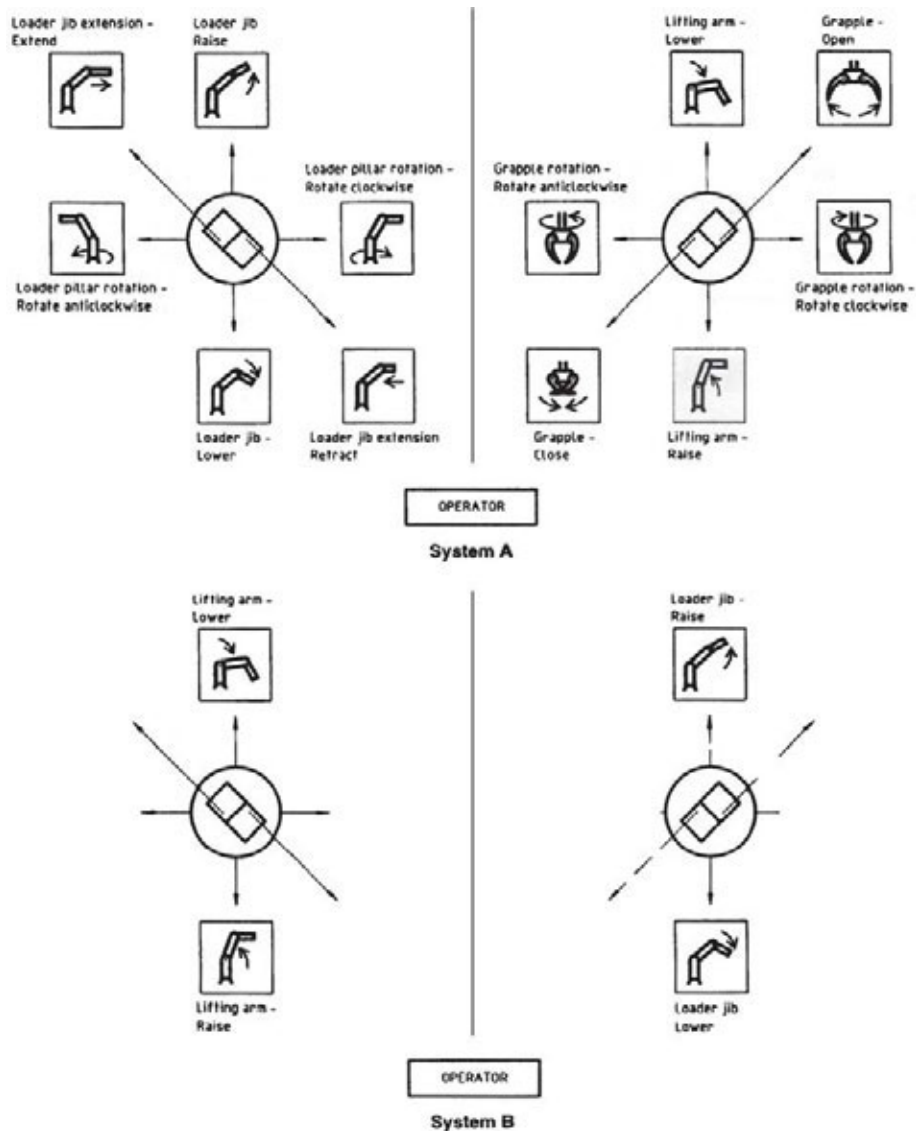 Loader jib extension -
Extend
Loader jib
Raise
Lifting arm -
Lower
Grapple -
Open
Loader pillar rotation -
Rotate clockwise
Grapple rotation -
Rotate anticlockwise
Loader pillar rotation -
Rotate anticlockwise
Grapple rotation -
Rotate clockwise
Loader jib -
Lower
Loader jib extension
Retract
Grapple -
Close
Lifting arm -
Raise
OPERATOR
System A
Lifting arm -
Lower
Loader jib -
Raise
Lifting arm -
Raise
Loader jib
Lower
OPERATOR
System B